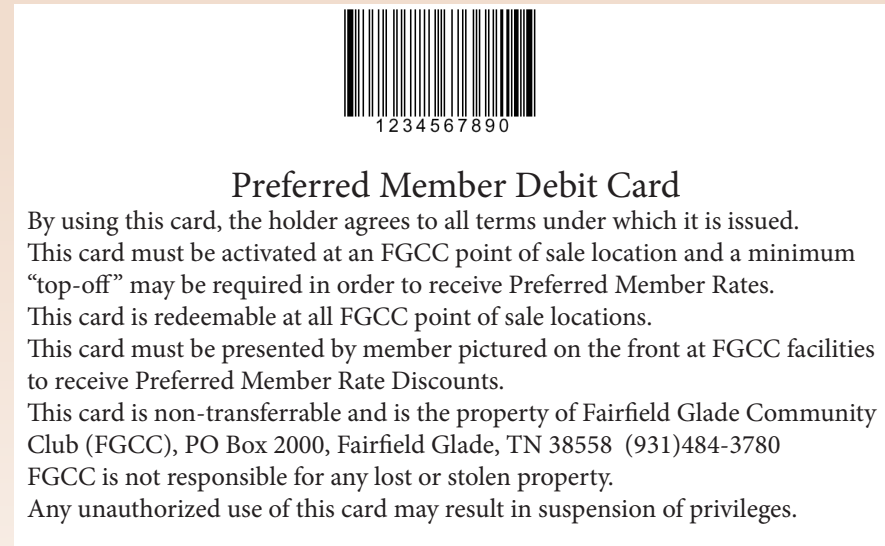 1234567890
Preferred Member Debit Card
By using this card, the holder agrees to all terms under which it is issued.
This card must be activated at an FGCC point of sale location and a minimum
“top-off” may be required in order to receive Preferred Member Rates.
This card is redeemable at all FGCC point of sale locations.
This card must be presented by member pictured on the front at FGCC facilities
to receive Preferred Member Rate Discounts.
This card is non-transferrable and is the property of Fairfield Glade Community
Club (FGCC), PO Box 2000, Fairfield Glade, TN 38558  (931)484-3780
FGCC is not responsible for any lost or stolen property.
Any unauthorized use of this card may result in suspension of privileges.